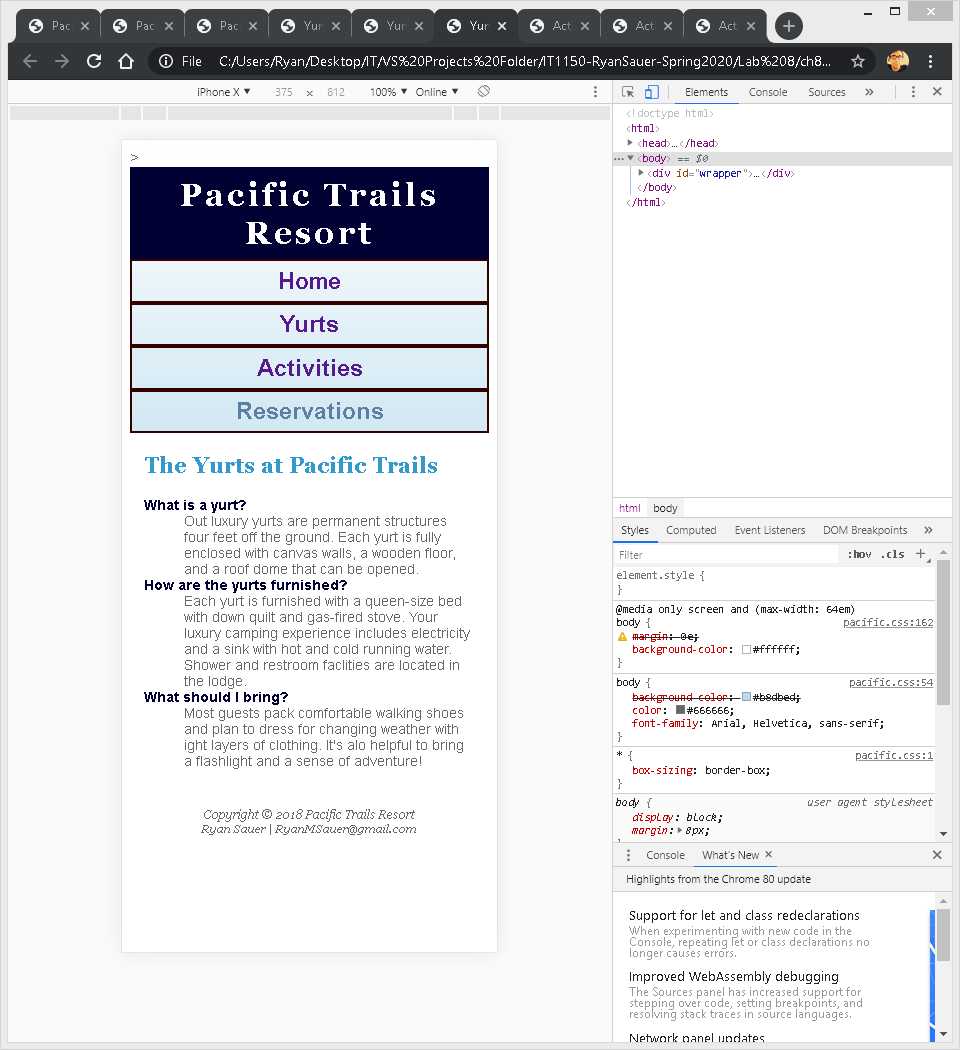 Pac
Pac
Pac
Yur
Yur
Yur
Act
Act
Act
File C:/Users/Ryan/Desktop/IT/VS%20Projects%20Folder/IT1150-RyanSauer-Spring2020/Lab%208/ch8...
iPhone X ▼ 375 x 812 100% ▼ Online ▼
Elements Console Sources »
<!doctype html>
<html>
<head>…</head>
<body> == $0
<div id="wrapper">…</div>
</body>
</html>
>
Pacific Trails
Resort
Home
Yurts
Activities
Reservations
The Yurts at Pacific Trails
What is a yurt?
Out luxury yurts are permanent structures
four feet off the ground. Each yurt is fully
enclosed with canvas walls, a wooden floor,
and a roof dome that can be opened.
How are the yurts furnished?
Each yurt is furnished with a queen-size bed
with down quilt and gas-fired stove. Your
luxury camping experience includes electricity
and a sink with hot and cold running water.
Shower and restroom faclities are located in
the lodge.
What should I bring?
Most guests pack comfortable walking shoes
and plan to dress for changing weather with
ight layers of clothing. It's alo helpful to bring
a flashlight and a sense of adventure!
Copyright © 2018 Pacific Trails Resort
Ryan Sauer | RyanMSauer@gmail.com
html body
Styles Computed Event Listeners DOM Breakpoints »
Filter :hov .cls +
element.style {
}
@media only screen and (max-width: 64em)
body { pacific.css:162
margin: 0e;
background-color: #ffffff;
}
body { pacific.css:54
background-color: #b8dbed;
color: #666666;
font-family: Arial, Helvetica, sans-serif;
}
* { pacific.css:1
box-sizing: border-box;
}
body { user agent stylesheet
display: block;
margin: 8px;
}
Console What's New
Highlights from the Chrome 80 update
Support for let and class redeclarations
When experimenting with new code in the
Console, repeating let or class declarations no
longer causes errors.
Improved WebAssembly debugging
The Sources panel has increased support for
stepping over code, setting breakpoints, and
resolving stack traces in source languages.
Network panel updates